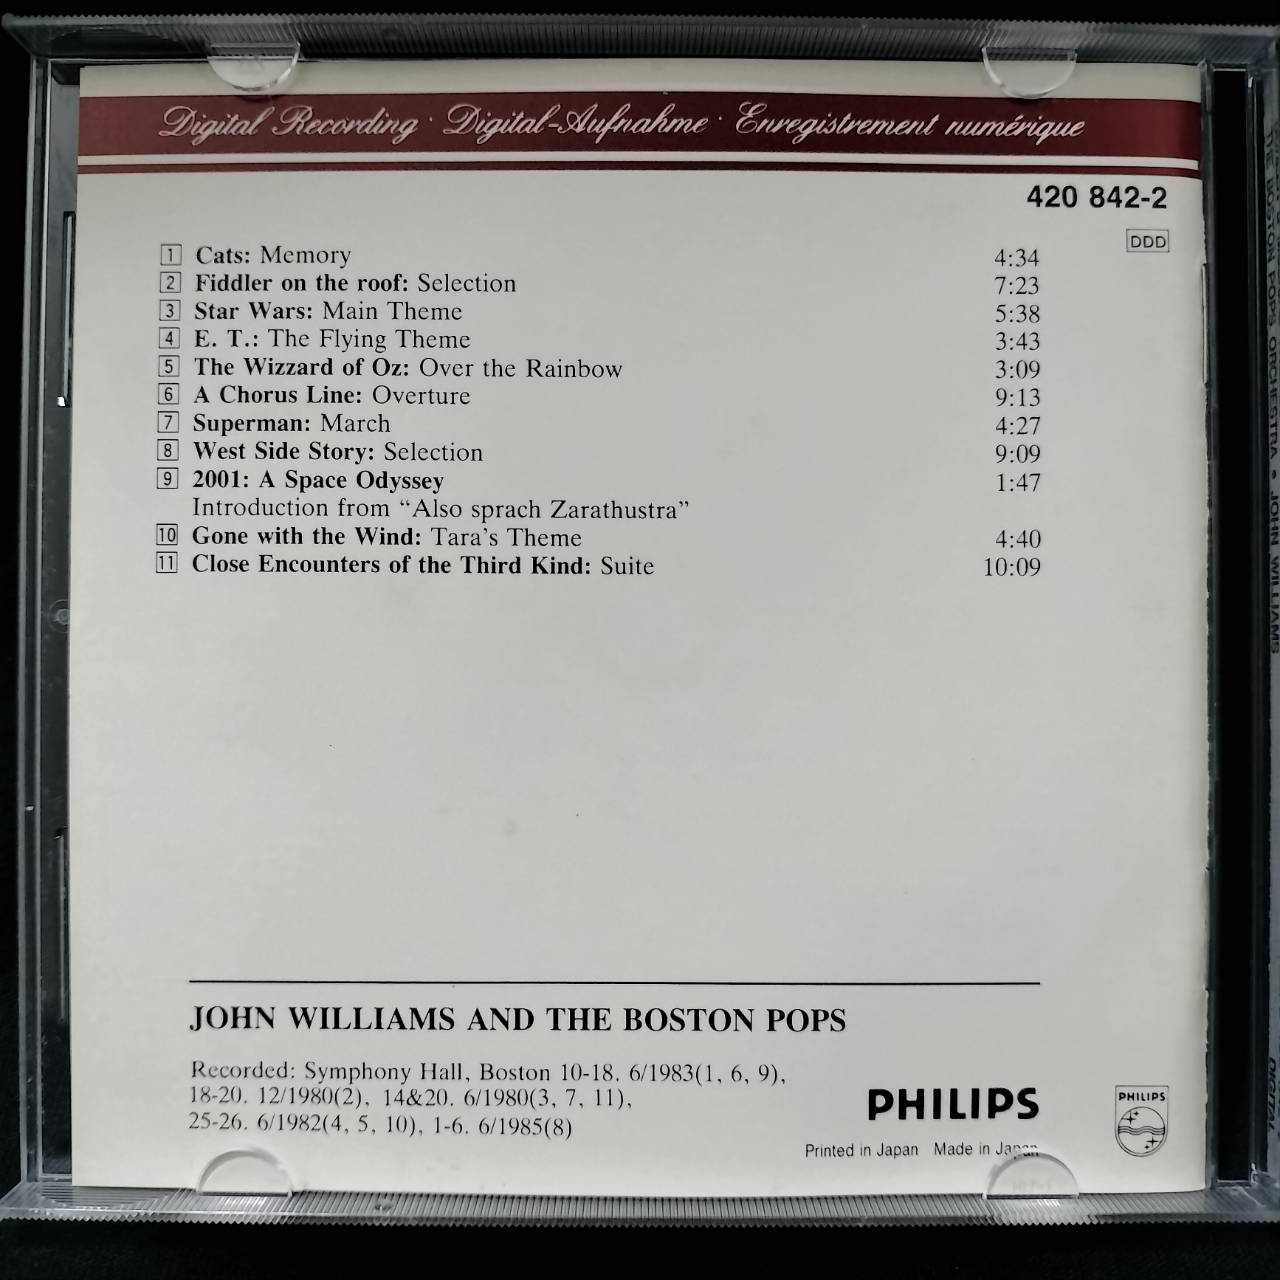 Digital Recording · Digital-Aufnahme · Enregistrement numérique
420 842-2
DDD
1 Cats: Memory 4:34
2 Fiddler on the roof: Selection 7:23
3 Star Wars: Main Theme 5:38
4 E. T.: The Flying Theme 3:43
5 The Wizzard of Oz: Over the Rainbow 3:09
6 A Chorus Line: Overture 9:13
7 Superman: March 4:27
8 West Side Story: Selection 9:09
9 2001: A Space Odyssey 1:47
Introduction from “Also sprach Zarathustra”
10 Gone with the Wind: Tara's Theme 4:40
11 Close Encounters of the Third Kind: Suite 10:09
JOHN WILLIAMS AND THE BOSTON POPS
Recorded: Symphony Hall, Boston 10-18. 6/1983(1, 6, 9),
18-20. 12/1980(2), 14&20. 6/1980(3, 7, 11),
25-26. 6/1982(4, 5, 10), 1-6. 6/1985(8)
PHILIPS
PHILIPS
Printed in Japan Made in Japan
THE BOSTON POPS ORCHESTRA • JOHN WILLIAMS
DIGITAL